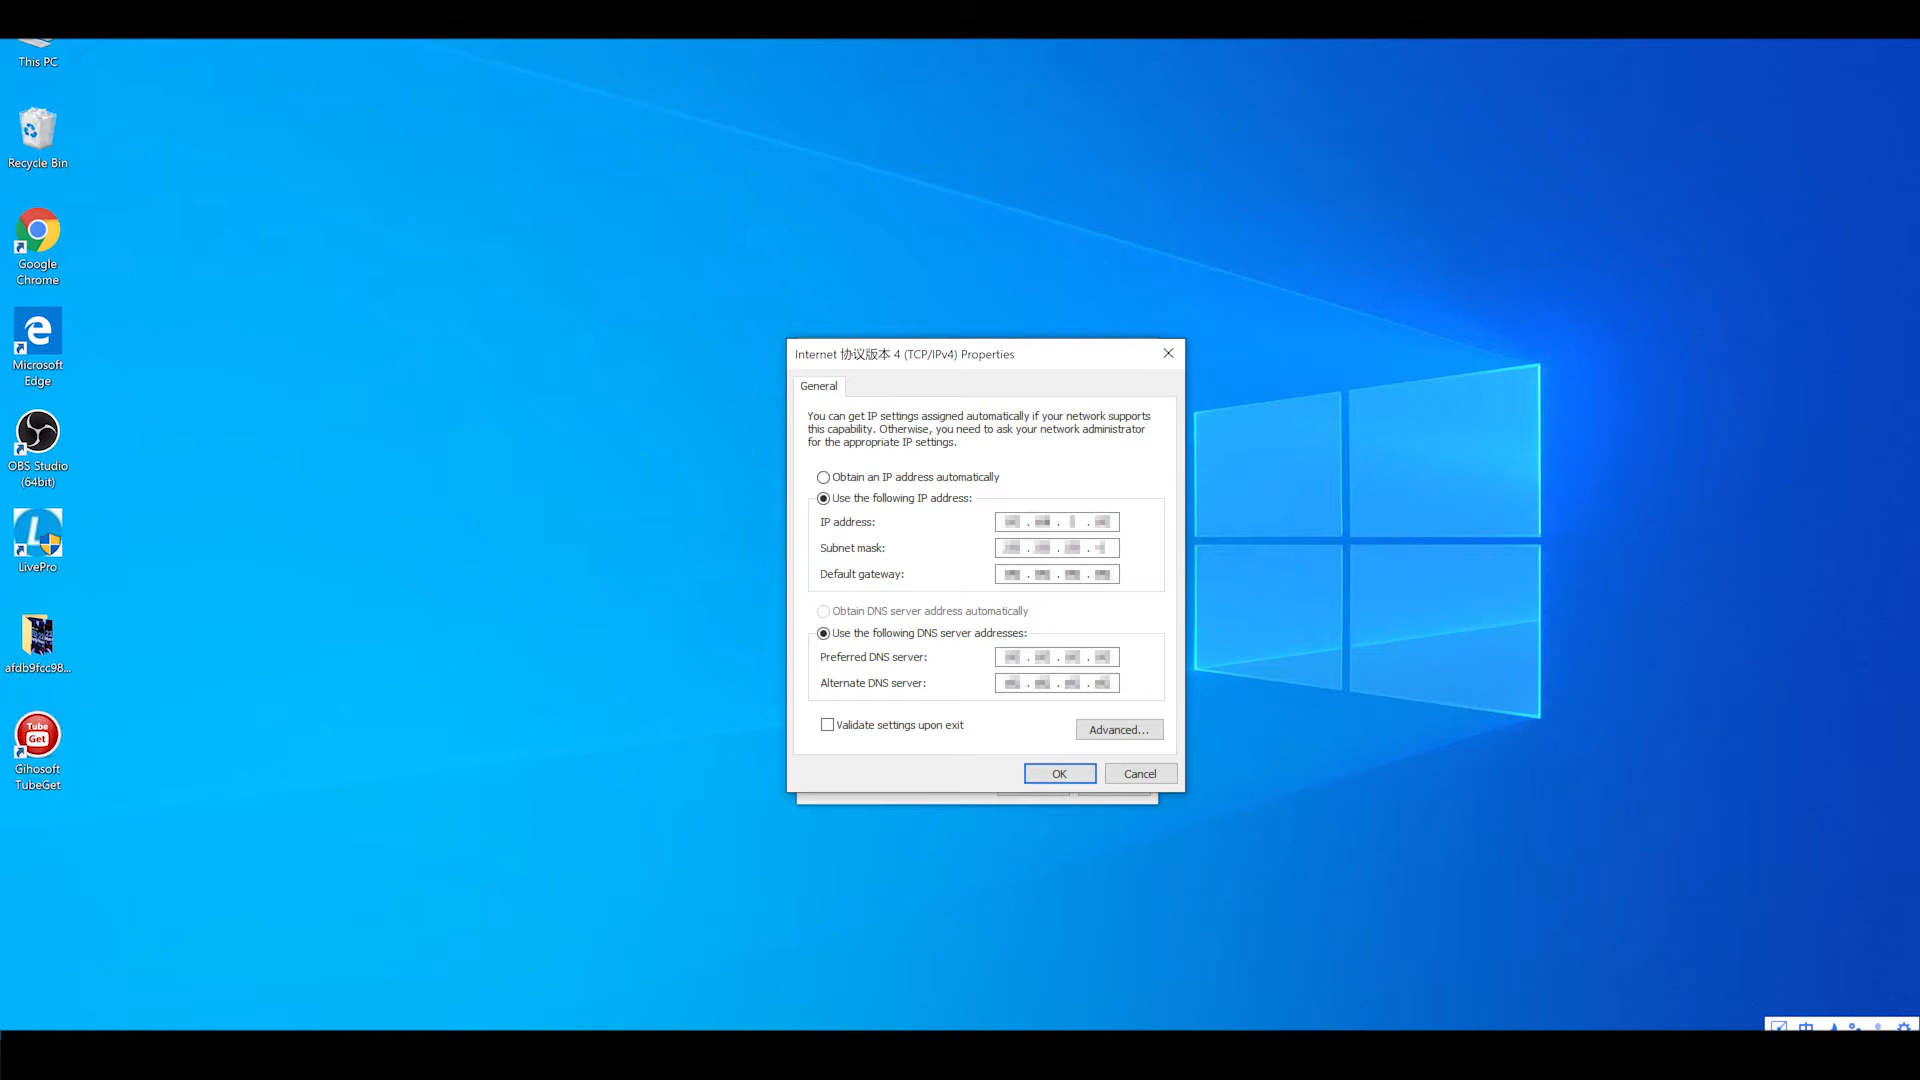 This PC
Recycle Bin
Google
Chrome
Microsoft
Edge
OBS Studio
(64bit)
LivePro
afdb9fcc98...
Tube
Get
Gihosoft
TubeGet
Internet 协议版本 4 (TCP/IPv4) Properties
General
You can get IP settings assigned automatically if your network supports
this capability. Otherwise, you need to ask your network administrator
for the appropriate IP settings.
Obtain an IP address automatically
Use the following IP address:
IP address:
Subnet mask:
Default gateway:
Obtain DNS server address automatically
Use the following DNS server addresses:
Preferred DNS server:
Alternate DNS server:
Validate settings upon exit
Advanced...
OK
Cancel